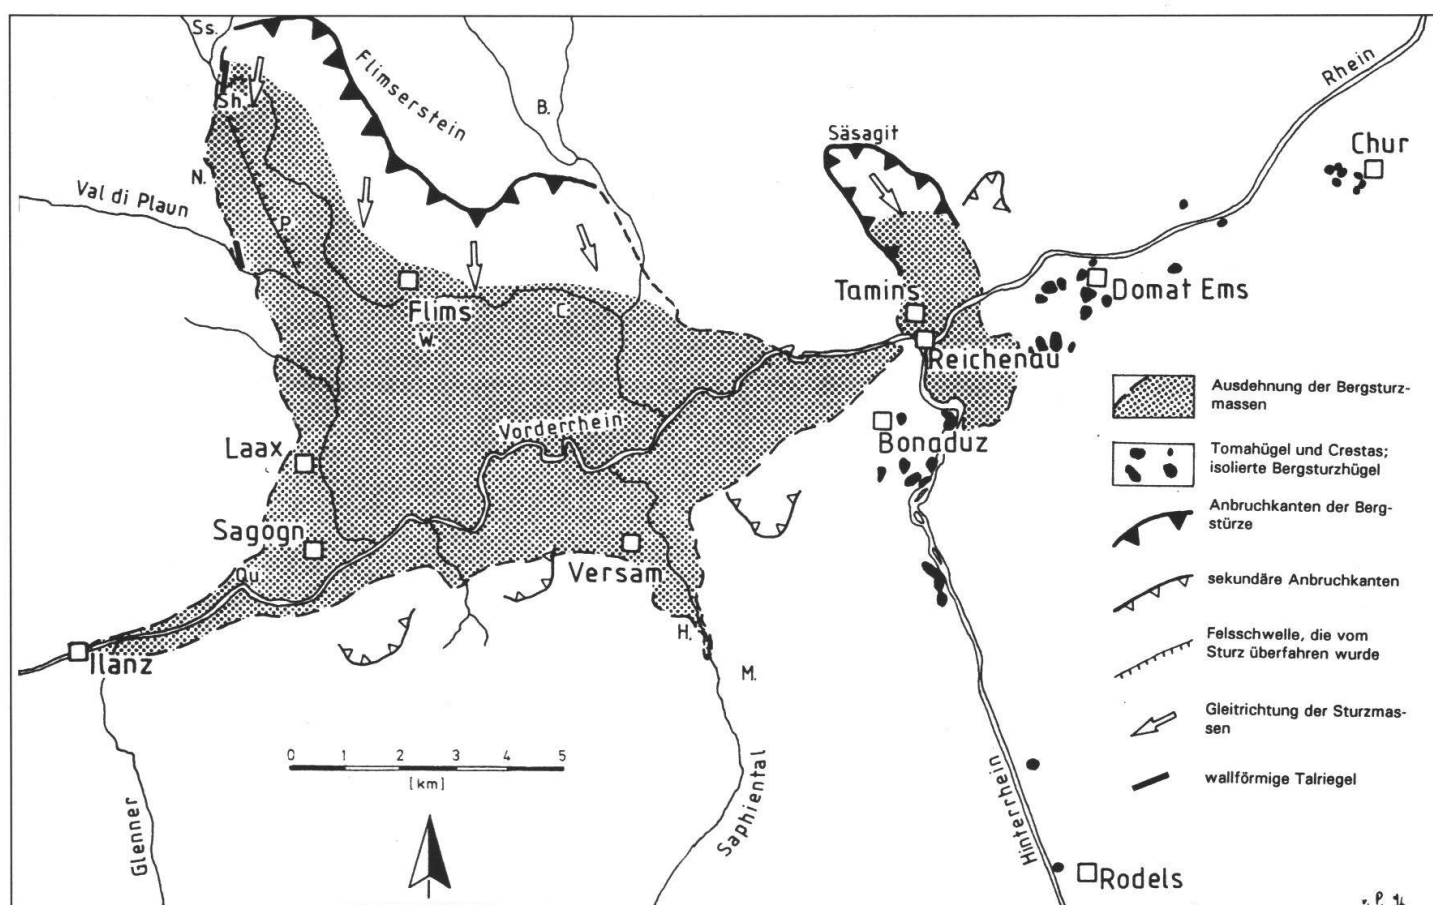 Ss.
Flimserstein
B.
Rhein
Säsagit
Chur
Sh.
N.
Val di Plaun
P.
Tamins
Domat Ems
Flims
W.
C.
Reichenau
Vorderrhein
Bonaduz
Laax
Sagogn
Versam
Qu.
H.
M.
Ilanz
Glenner
0 1 2 3 4 5
[km]
Saphiental
Hinterrhein
Rodels
Ausdehnung der Bergsturz-
massen
Tomahügel und Crestas;
isolierte Bergsturzhügel
Anbruchkanten der Berg-
stürze
sekundäre Anbruchkanten
Felsschwelle, die vom
Sturz überfahren wurde
Gleitrichtung der Sturzmas-
sen
wallförmige Talriegel